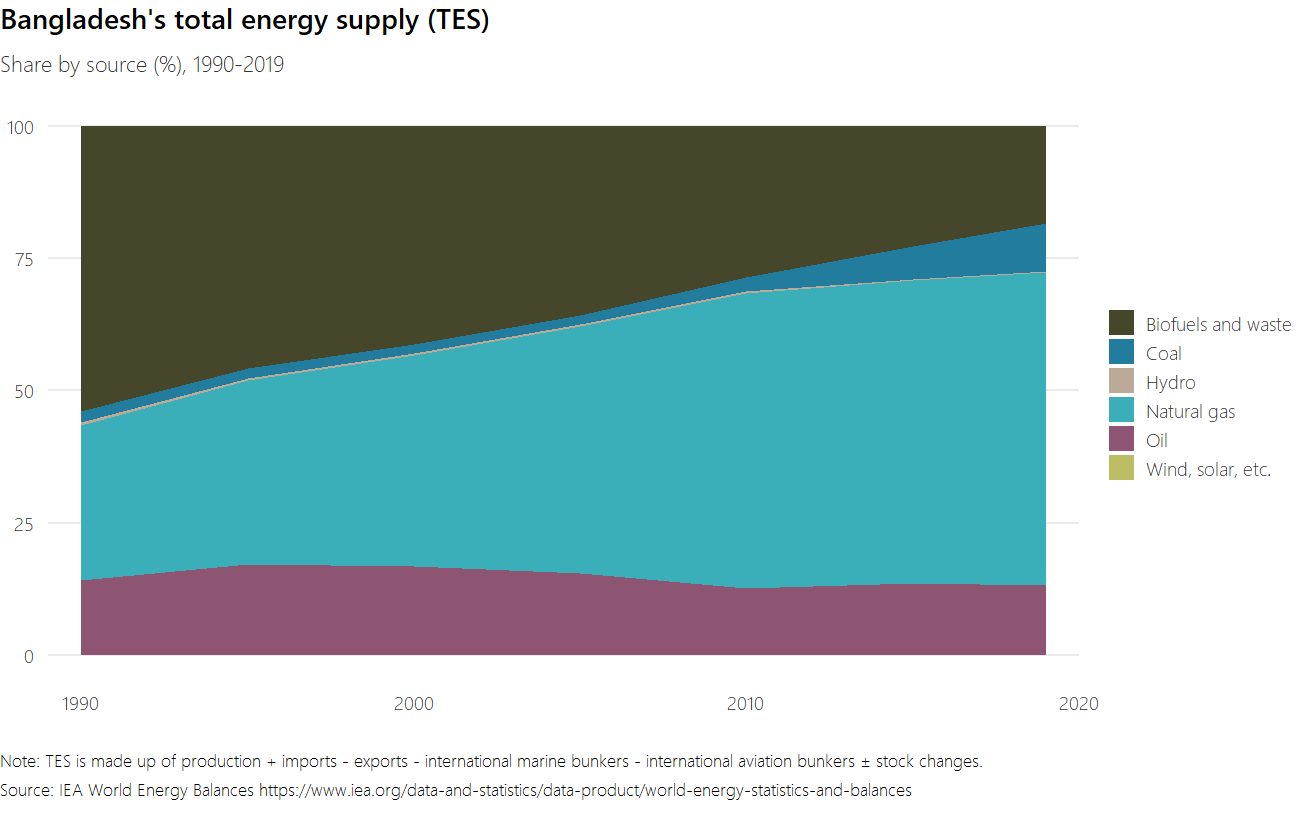 Bangladesh's total energy supply (TES)
Share by source (%), 1990-2019
100
75
50
25
0
1990 2000 2010 2020
Biofuels and waste
Coal
Hydro
Natural gas
Oil
Wind, solar, etc.
Note: TES is made up of production + imports - exports - international marine bunkers - international aviation bunkers ± stock changes.
Source: IEA World Energy Balances https://www.iea.org/data-and-statistics/data-product/world-energy-statistics-and-balances